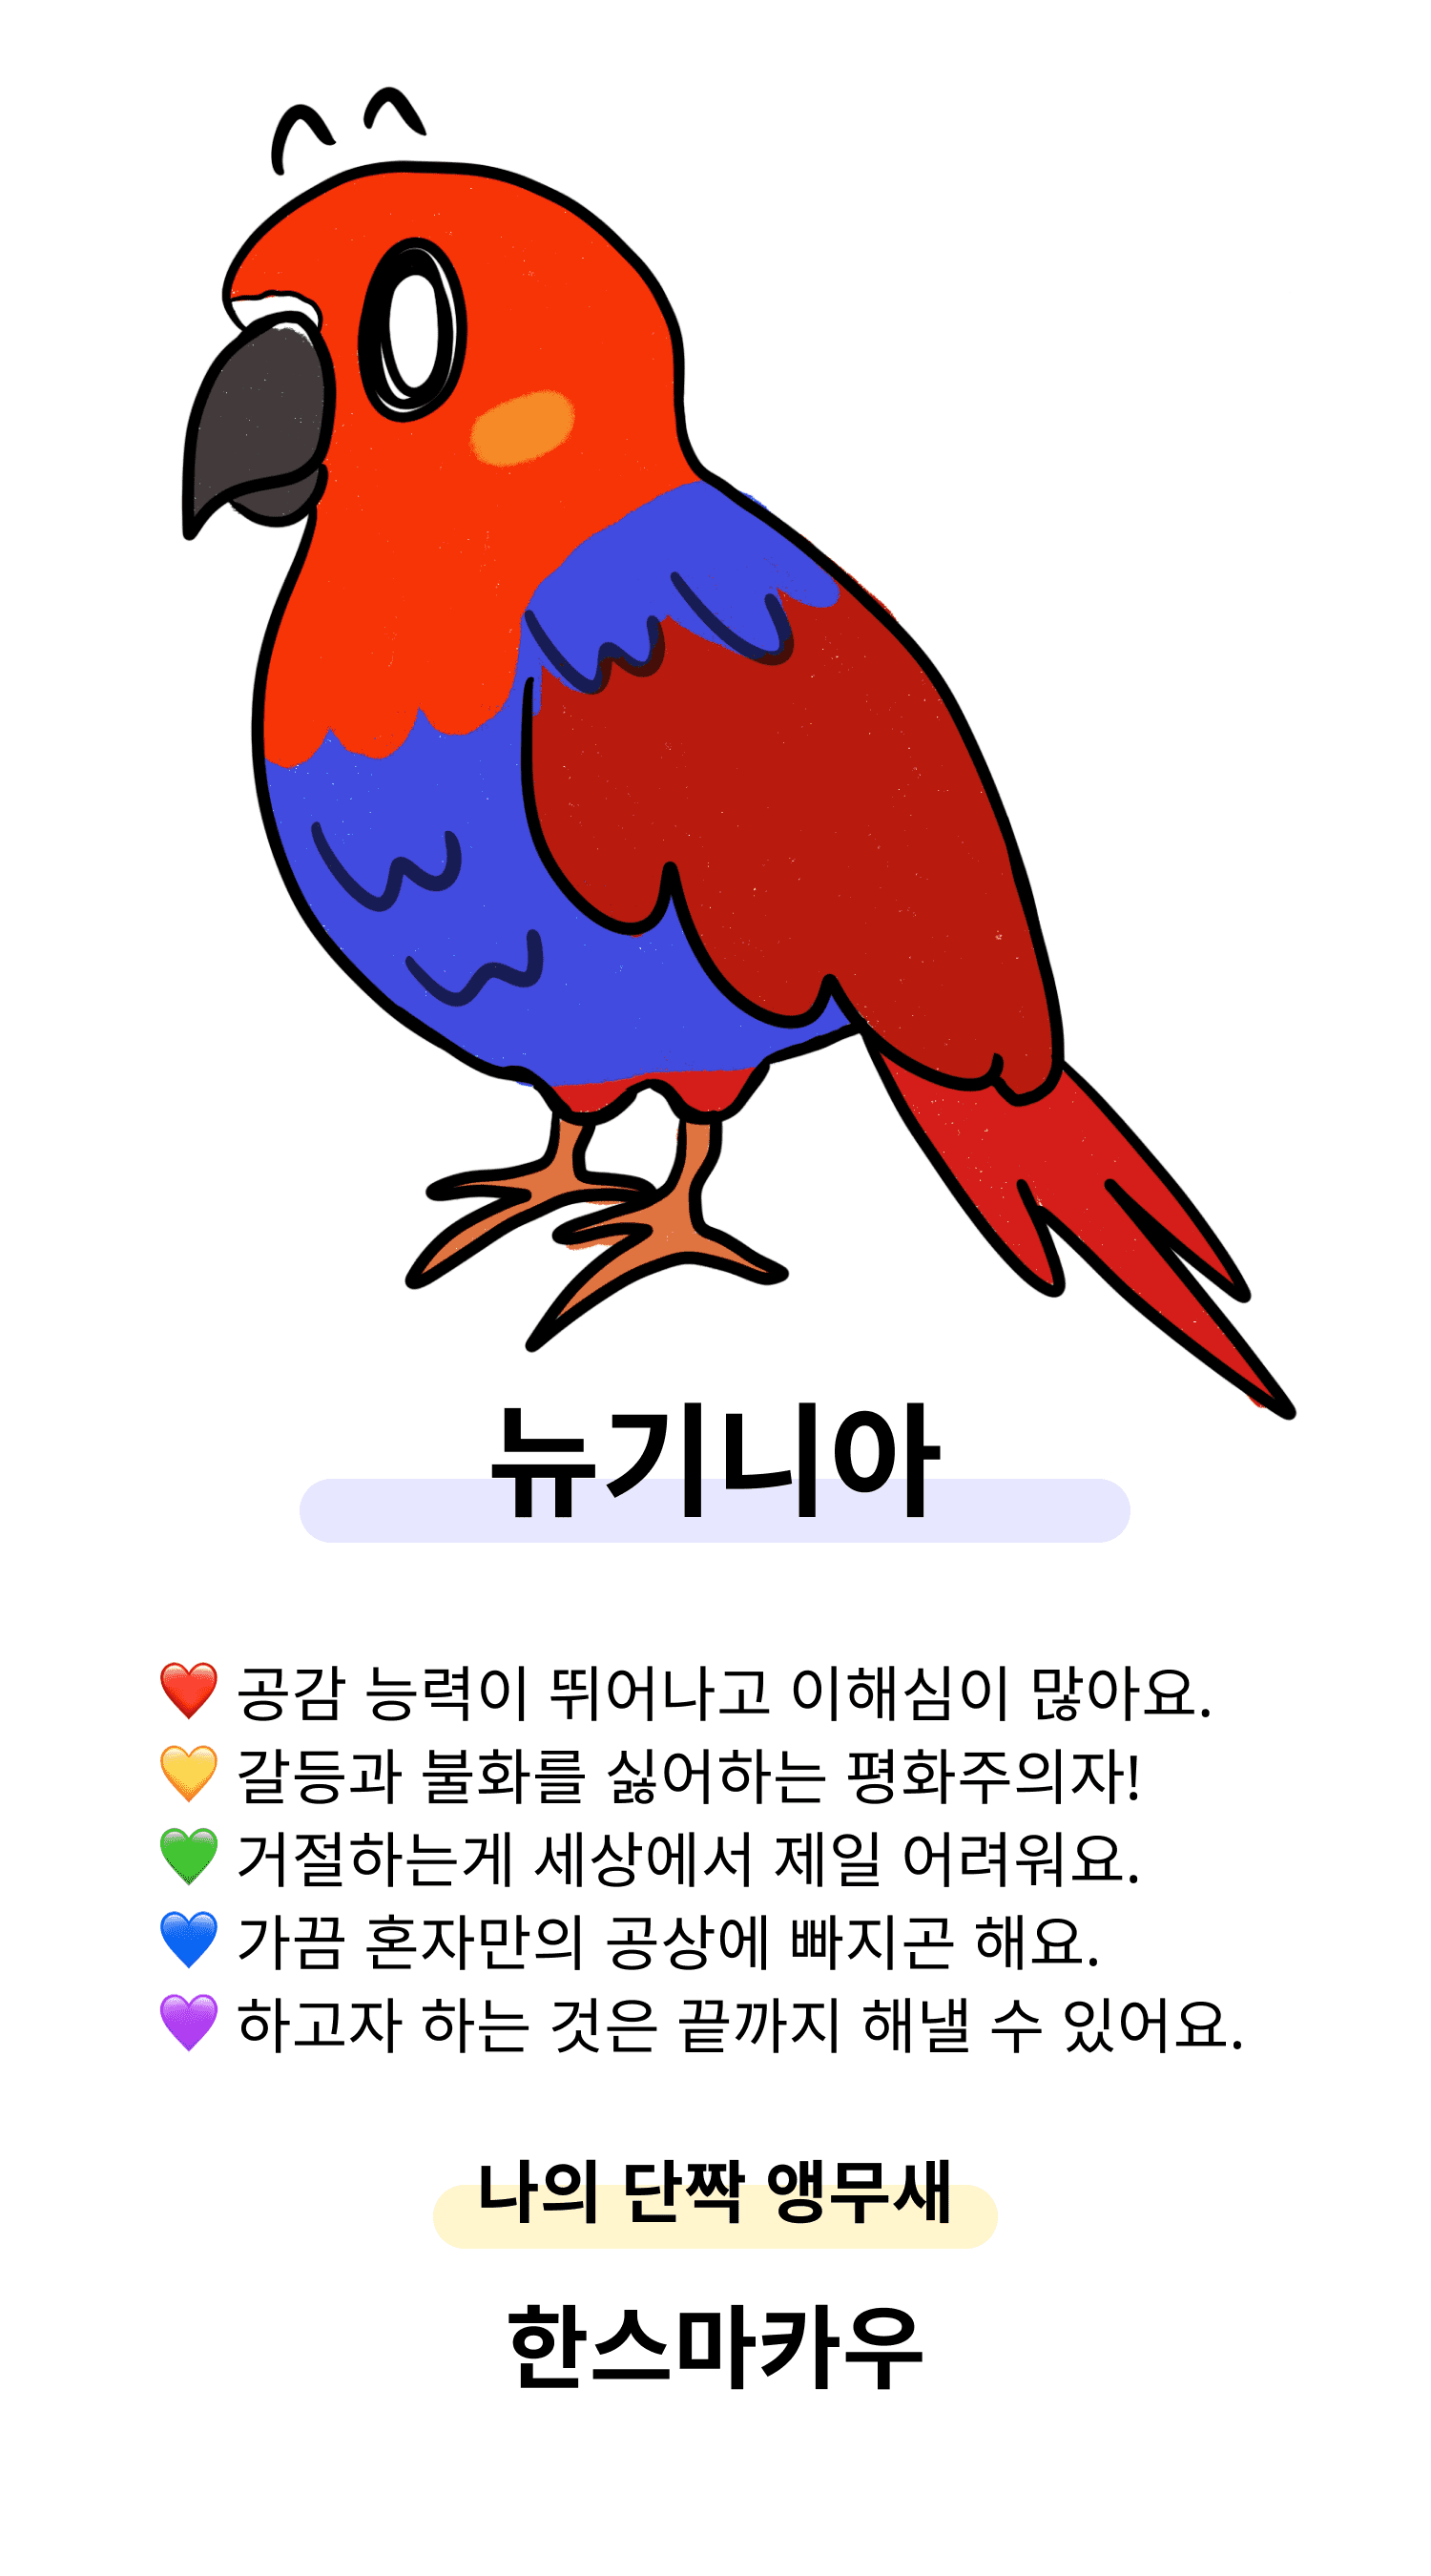 뉴기니아
❤️ 공감 능력이 뛰어나고 이해심이 많아요.
💛 갈등과 불화를 싫어하는 평화주의자!
💚 거절하는게 세상에서 제일 어려워요.
💙 가끔 혼자만의 공상에 빠지곤 해요.
💜 하고자 하는 것은 끝까지 해낼 수 있어요.
나의 단짝 앵무새
한스마카우